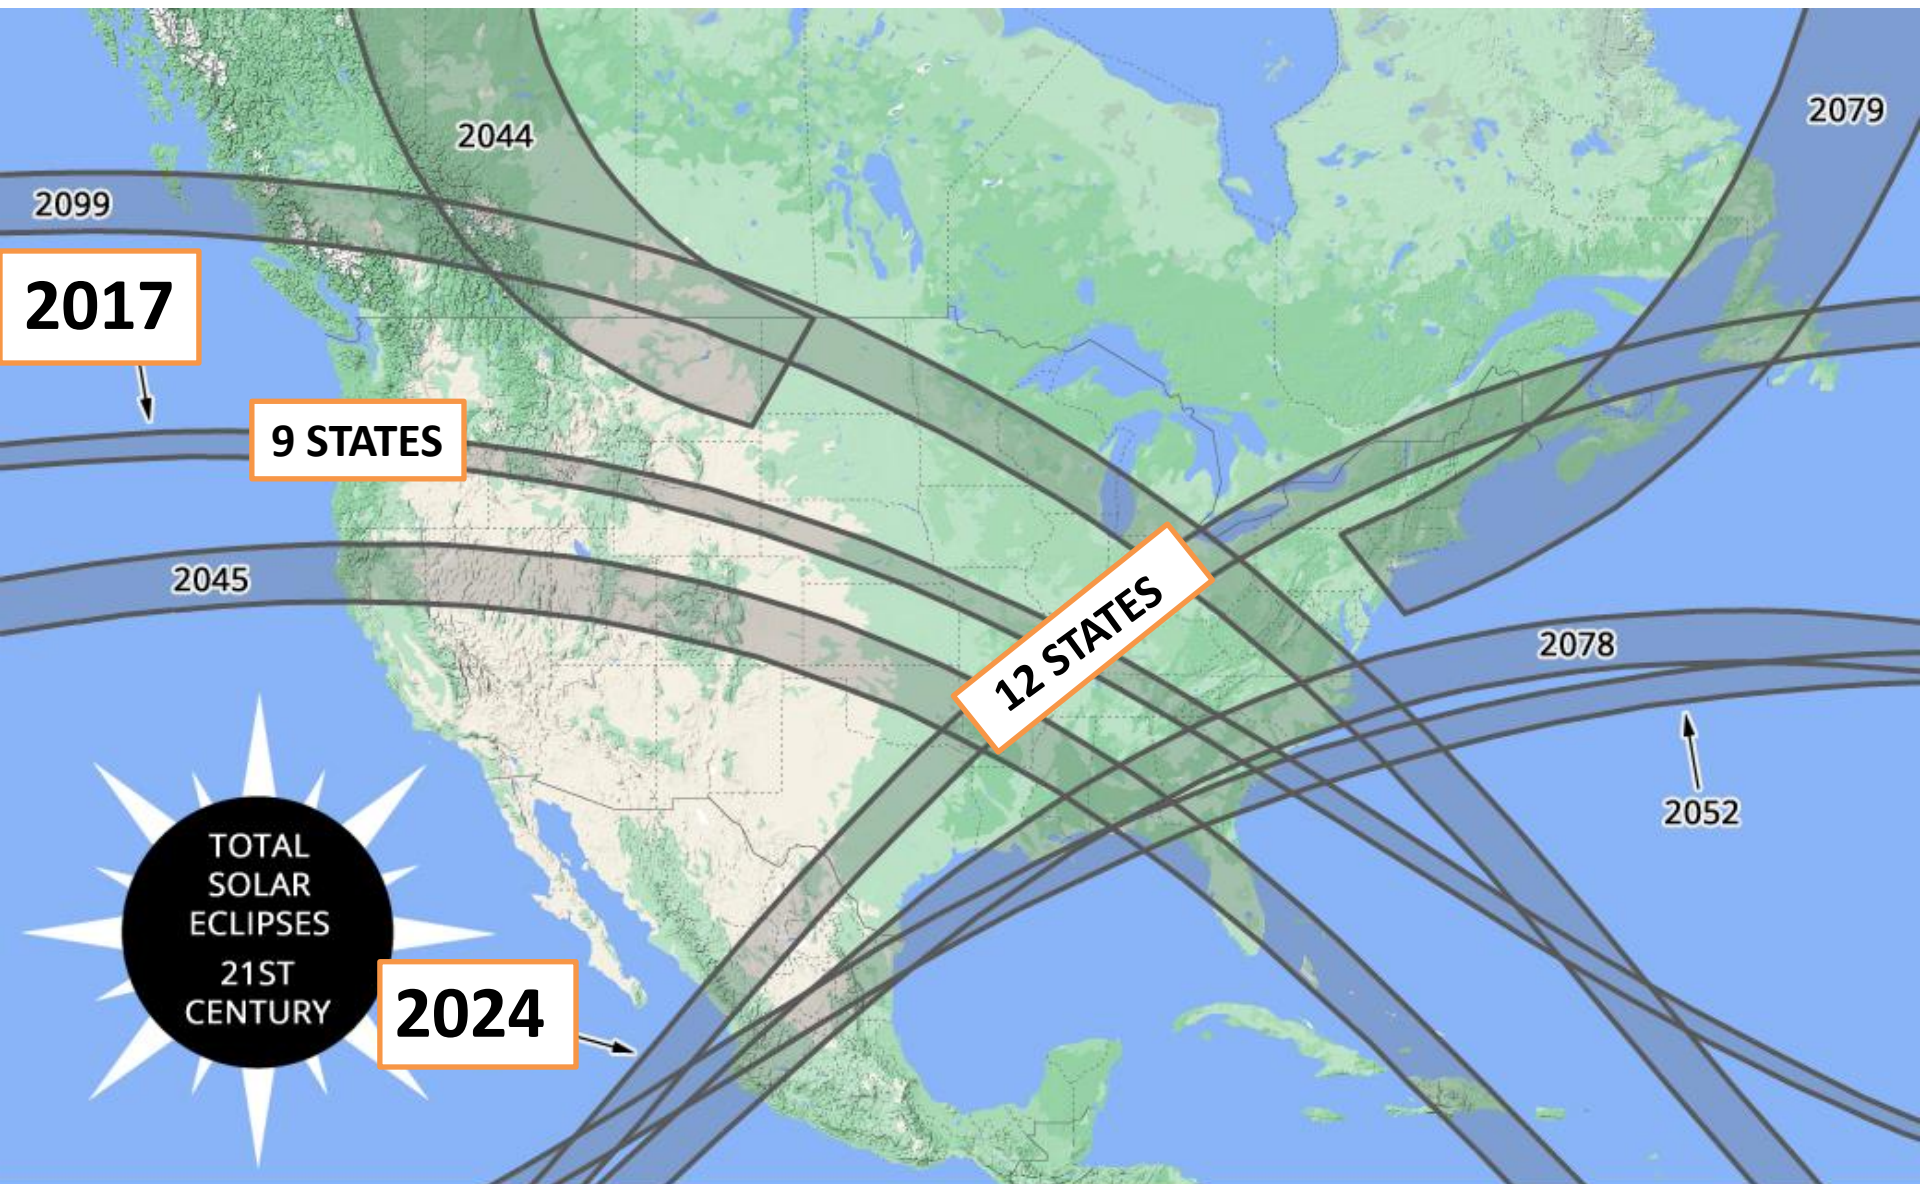 2044
2079
2099
2017
9 STATES
2045
12 STATES
2078
2052
TOTAL
SOLAR
ECLIPSES
21ST
CENTURY
2024